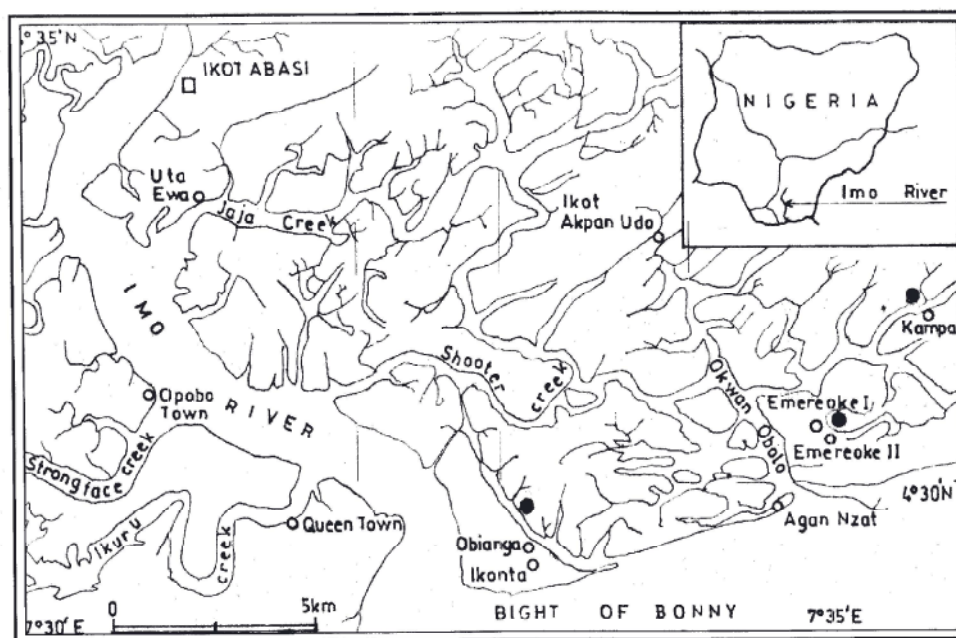 ° 35′N
IKOT ABASI
NIGERIA
Imo River
Uta
Ewa
Jaja Creek
Ikot
Akpan Udo
IMO
RIVER
Kampa
Shooter
creek
Okwan
Obolo
Opobo
Town
Emereoke I
Emereoke II
Strongface creek
4°30′N
Ikuru
creek
Queen Town
Agan Nzat
Obianga
Ikonta
0 5km
BIGHT OF BONNY
7°30′E
7°35′E